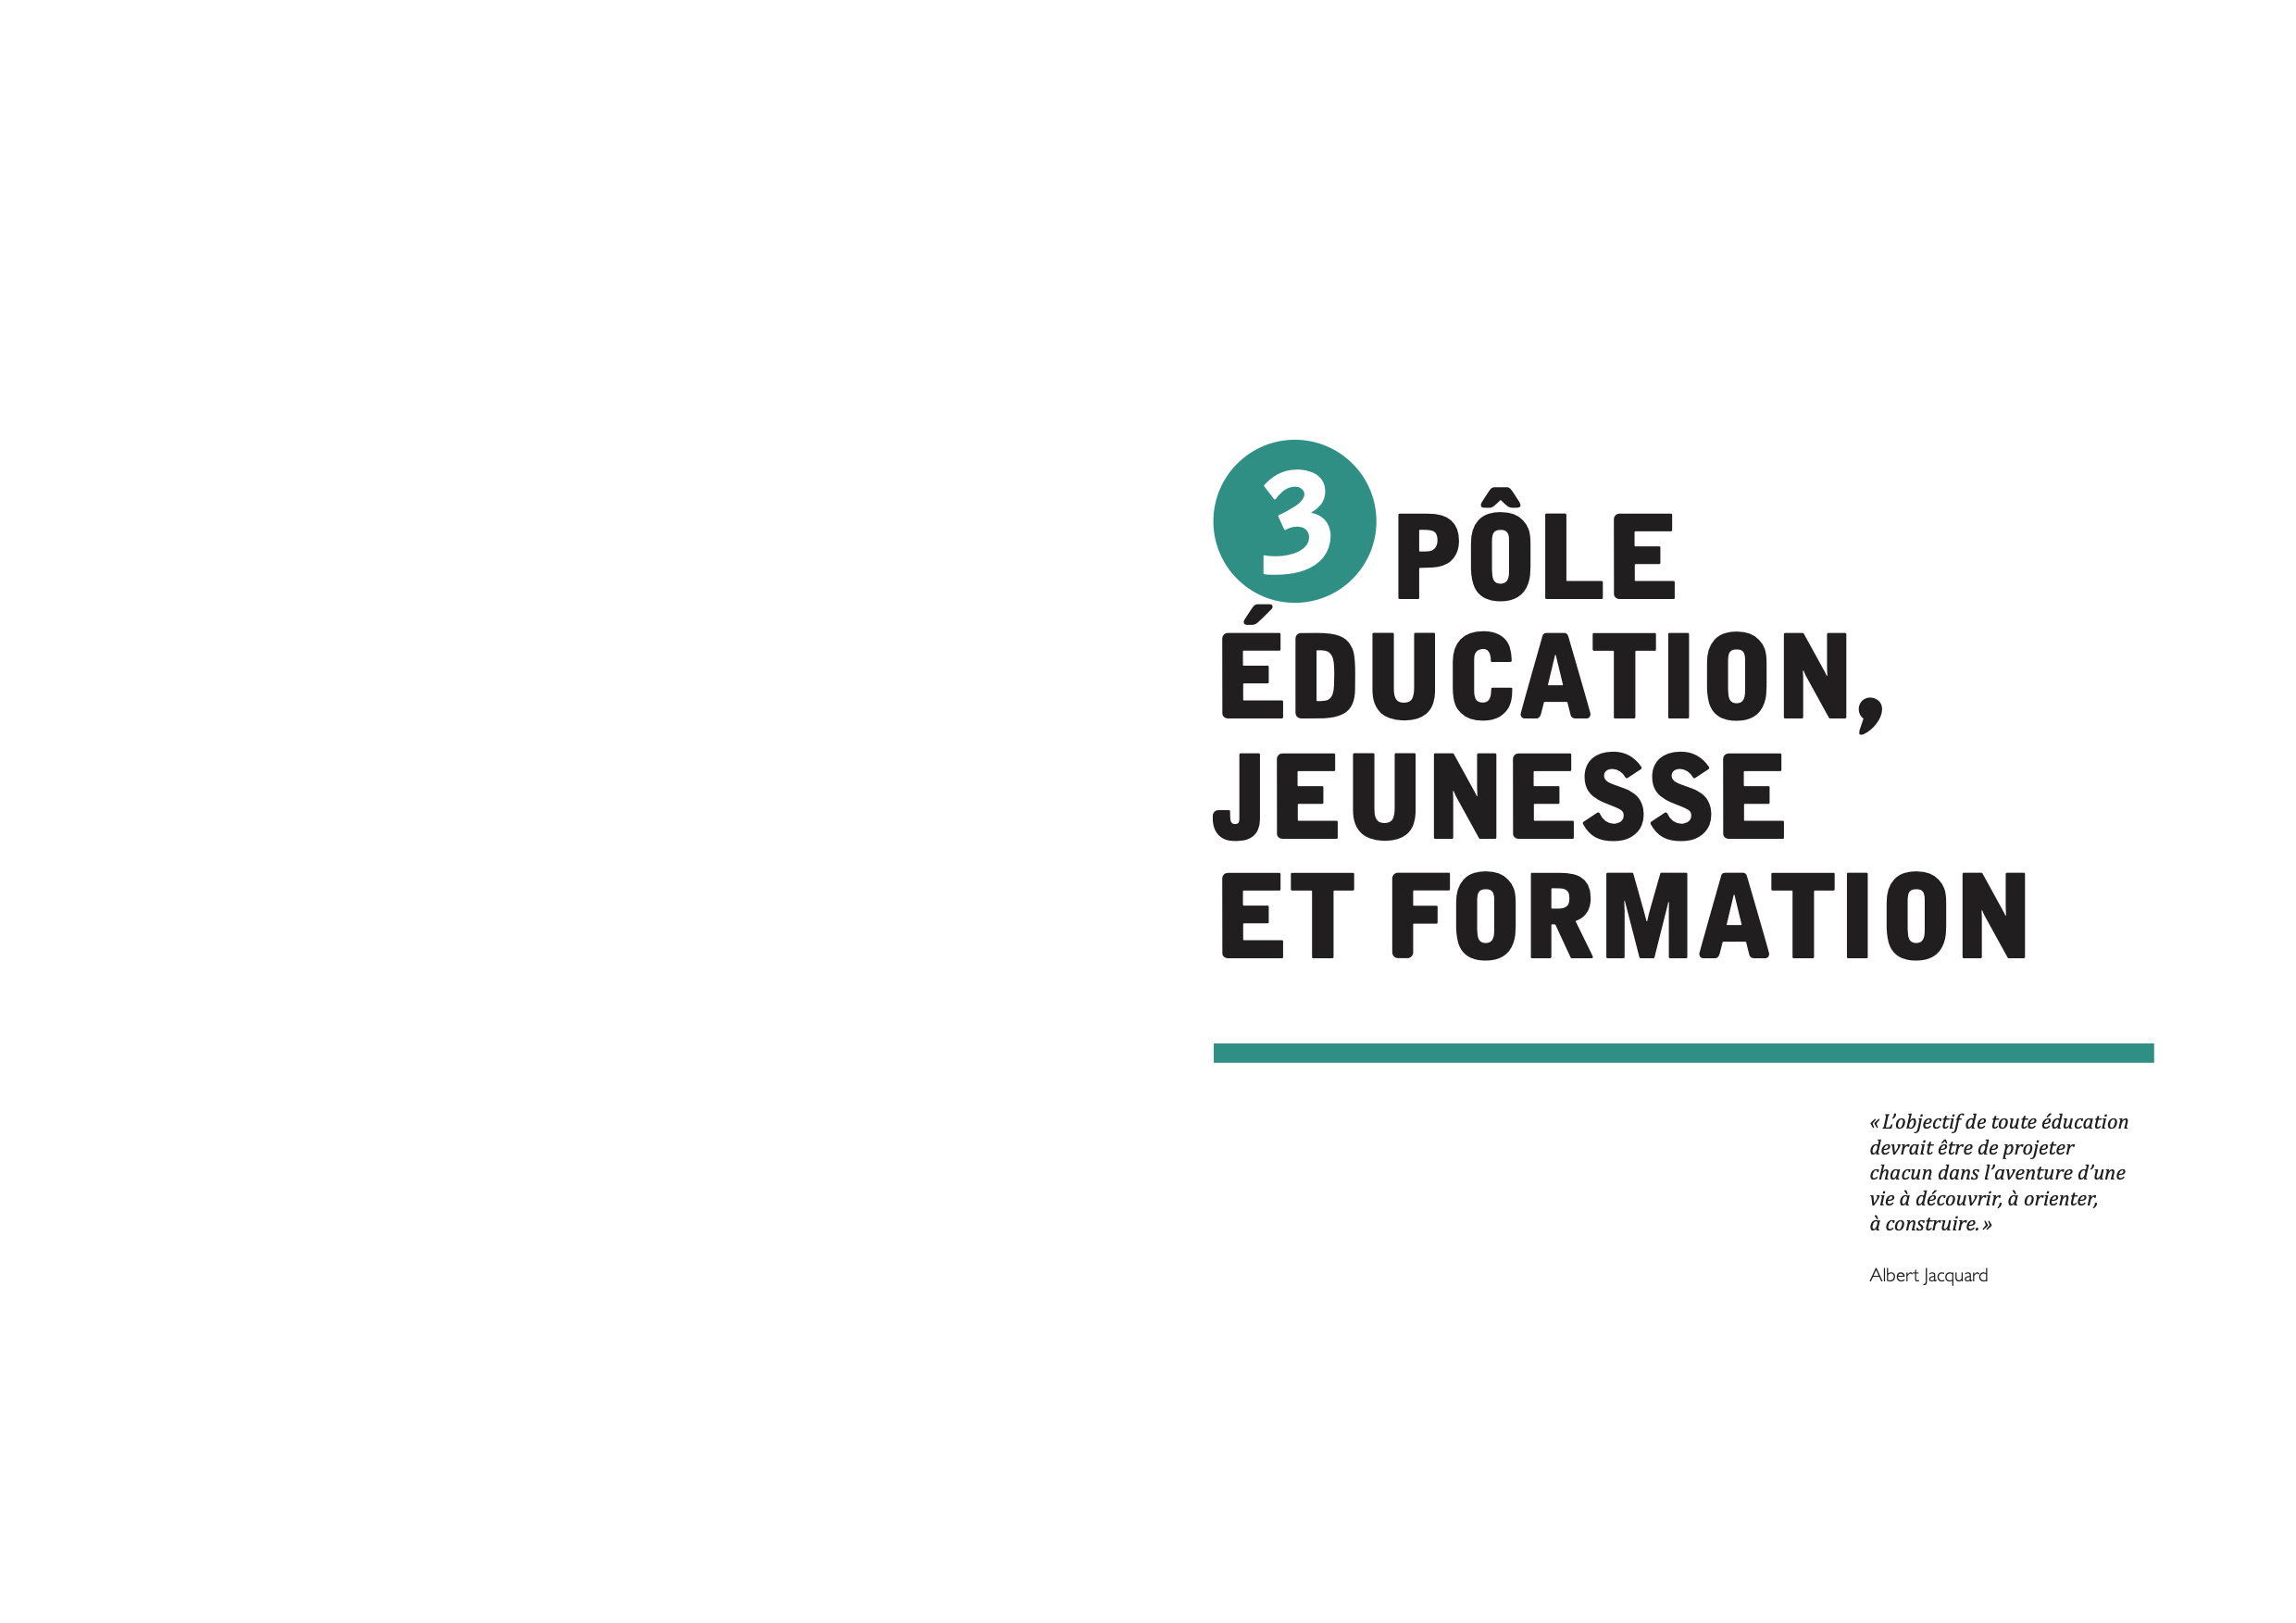 3 PÔLE
ÉDUCATION,
JEUNESSE
ET FORMATION
« L’objectif de toute éducation
devrait être de projeter
chacun dans l’aventure d’une
vie à découvrir, à orienter,
à construire. »
Albert Jacquard